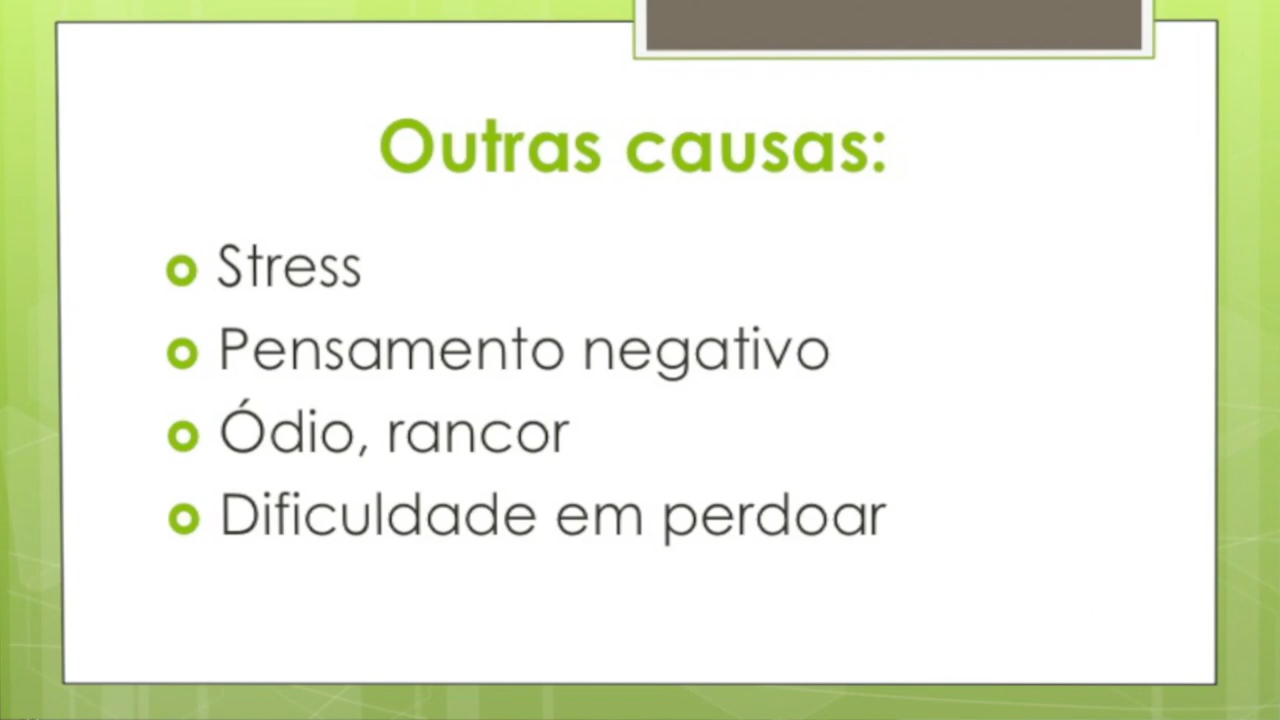 Outras causas:
Stress
Pensamento negativo
Ódio, rancor
Dificuldade em perdoar